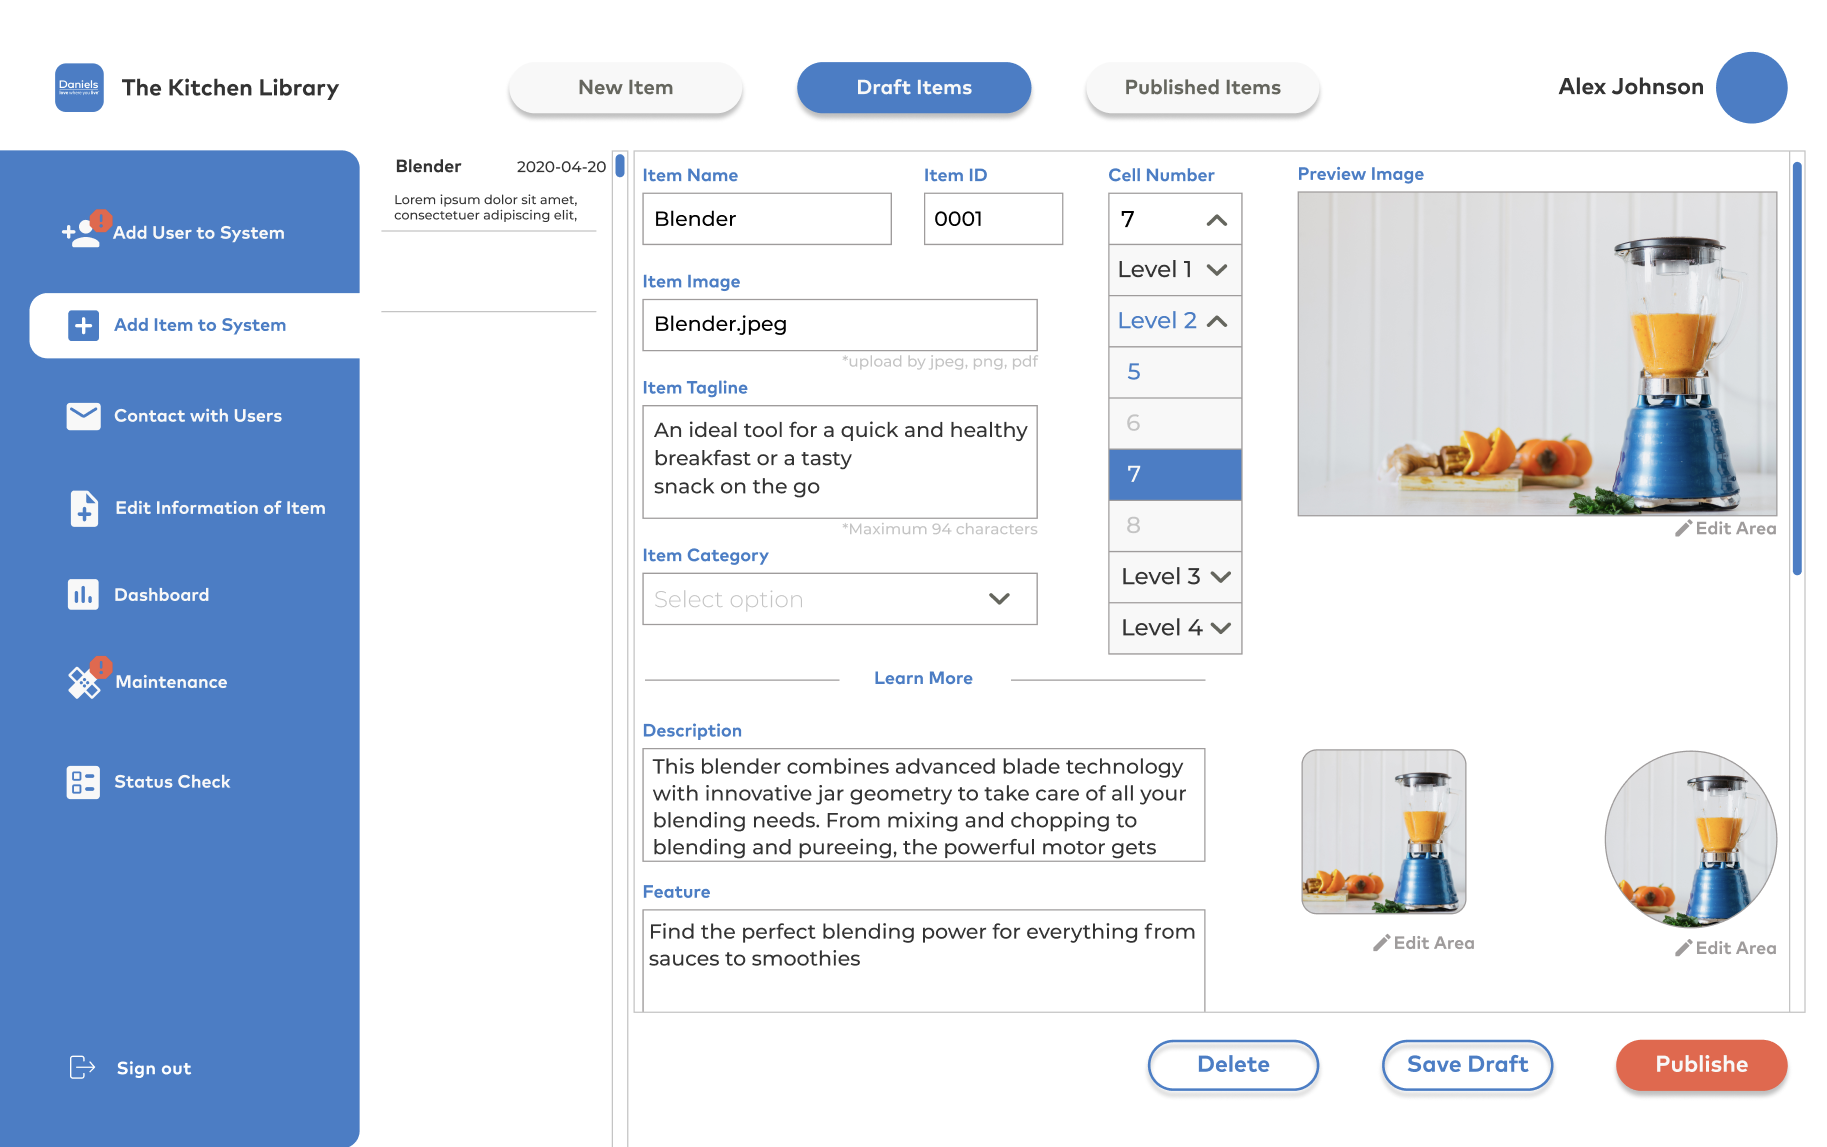 Daniels
love where you live
The Kitchen Library
New Item
Draft Items
Published Items
Alex Johnson
Add User to System
Add Item to System
Contact with Users
Edit Information of Item
Dashboard
Maintenance
Status Check
Sign out
Blender
2020-04-20
Lorem ipsum dolor sit amet,
consectetuer adipiscing elit,
Item Name
Blender
Item ID
0001
Cell Number
7
Level 1
Level 2
5
6
7
8
Level 3
Level 4
Item Image
Blender.jpeg
*upload by jpeg, png, pdf
Item Tagline
An ideal tool for a quick and healthy
breakfast or a tasty
snack on the go
*Maximum 94 characters
Item Category
Select option
Learn More
Description
This blender combines advanced blade technology
with innovative jar geometry to take care of all your
blending needs. From mixing and chopping to
blending and pureeing, the powerful motor gets
Feature
Find the perfect blending power for everything from
sauces to smoothies
Preview Image
Edit Area
Edit Area
Edit Area
Delete
Save Draft
Publishe